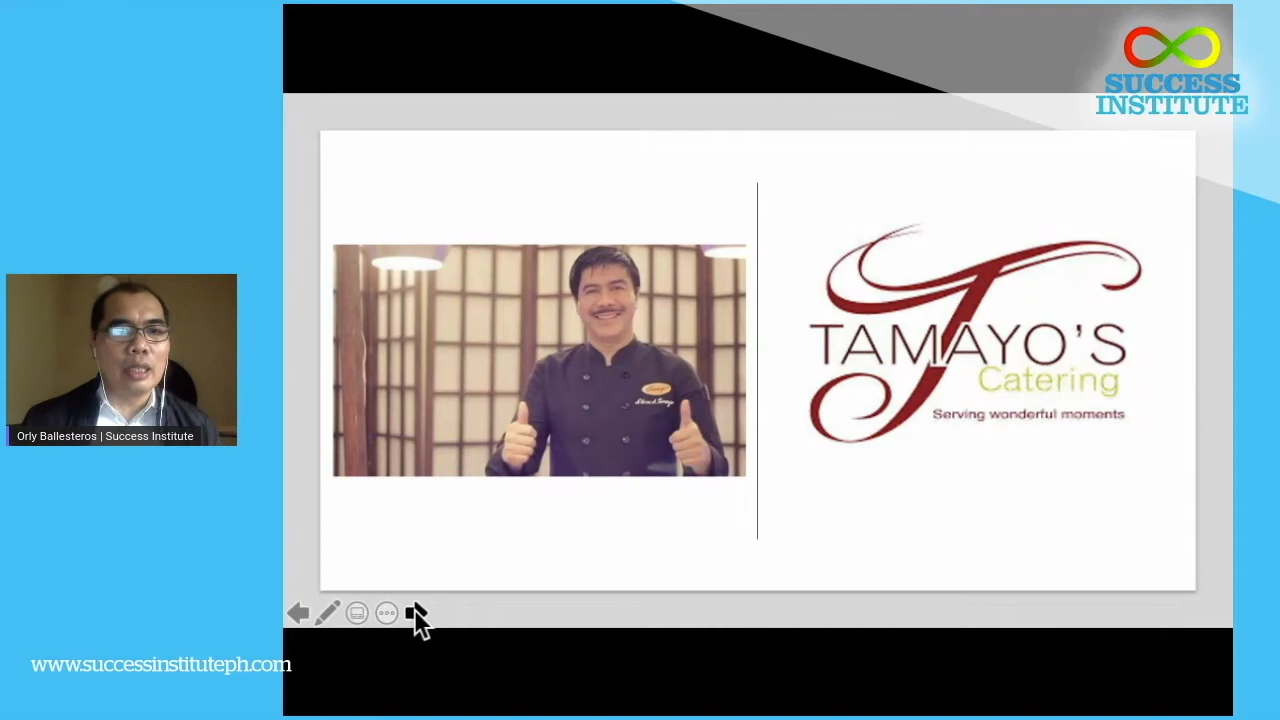 SUCCESS
INSTITUTE
TAMAYO'S
Catering
Serving wonderful moments
Orly Ballesteros | Success Institute
www.successinstituteph.com